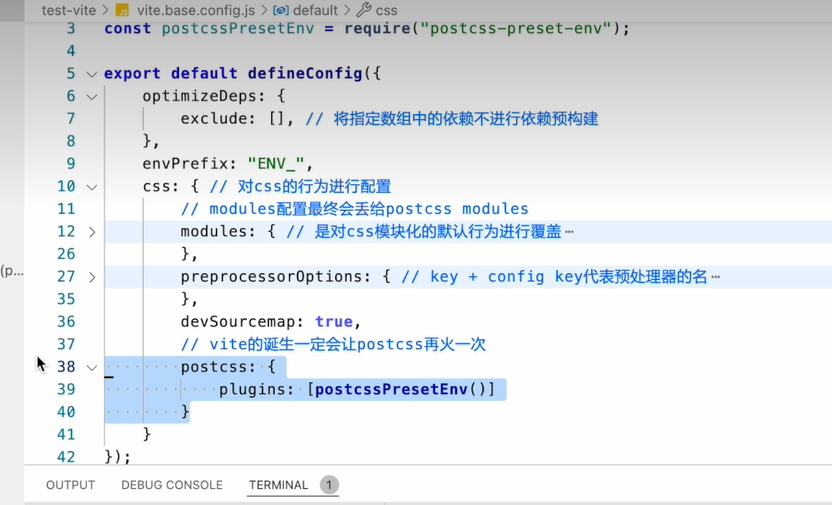 test-vite > vite.base.config.js > default > css
3 const postcssPresetEnv = require("postcss-preset-env");
4
5 export default defineConfig({
6 optimizeDeps: {
7 exclude: [], // 将指定数组中的依赖不进行依赖预构建
8 },
9 envPrefix: "ENV_",
10 css: { // 对css的行为进行配置
11 // modules配置最终会丢给postcss modules
12 modules: { // 是对css模块化的默认行为进行覆盖…
26 },
27 preprocessorOptions: { // key + config key代表预处理器的名…
35 },
36 devSourcemap: true,
37 // vite的诞生一定会让postcss再火一次
38 postcss: {
39 plugins: [postcssPresetEnv()]
40 }
41 }
42 });
(p...
OUTPUT DEBUG CONSOLE TERMINAL 1